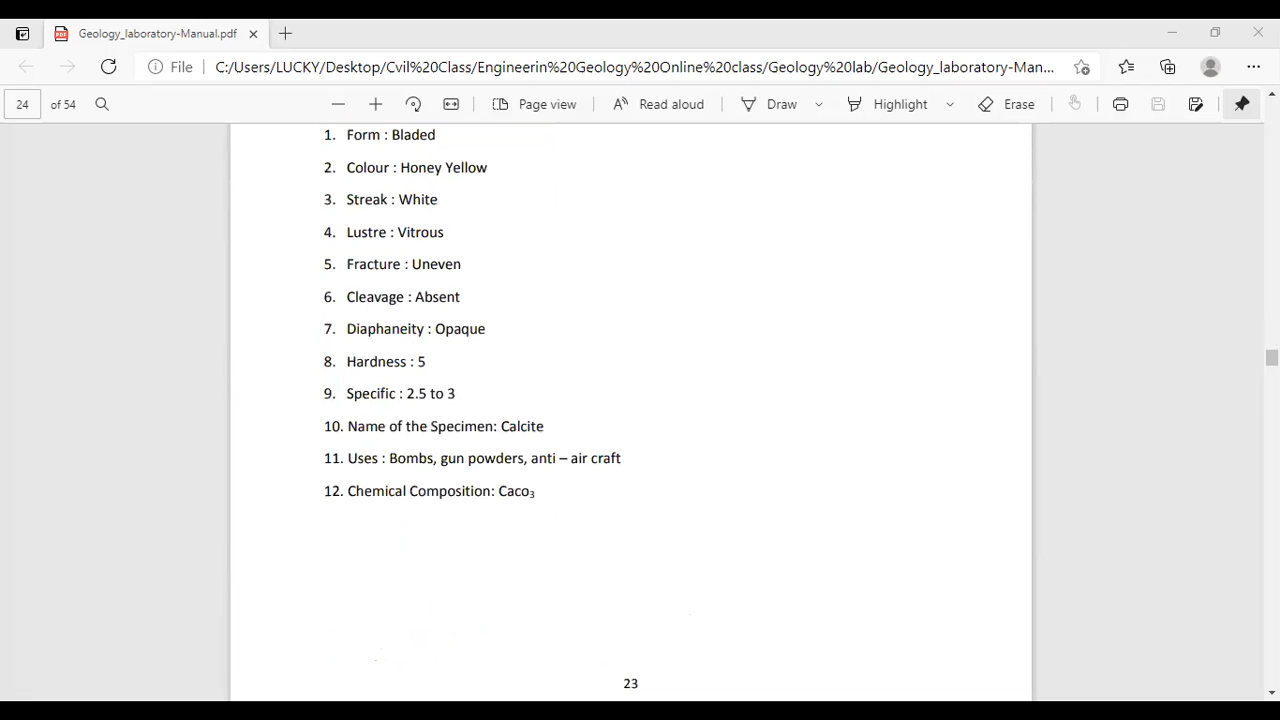 Geology_laboratory-Manual.pdf
File C:/Users/LUCKY/Desktop/Cvil%20Class/Engineerin%20Geology%20Online%20class/Geology%20lab/Geology_laboratory-Man...
24 of 54 Page view Read aloud Draw Highlight Erase
1. Form : Bladed
2. Colour : Honey Yellow
3. Streak : White
4. Lustre : Vitrous
5. Fracture : Uneven
6. Cleavage : Absent
7. Diaphaneity : Opaque
8. Hardness : 5
9. Specific : 2.5 to 3
10. Name of the Specimen: Calcite
11. Uses : Bombs, gun powders, anti – air craft
12. Chemical Composition: Caco₃
23